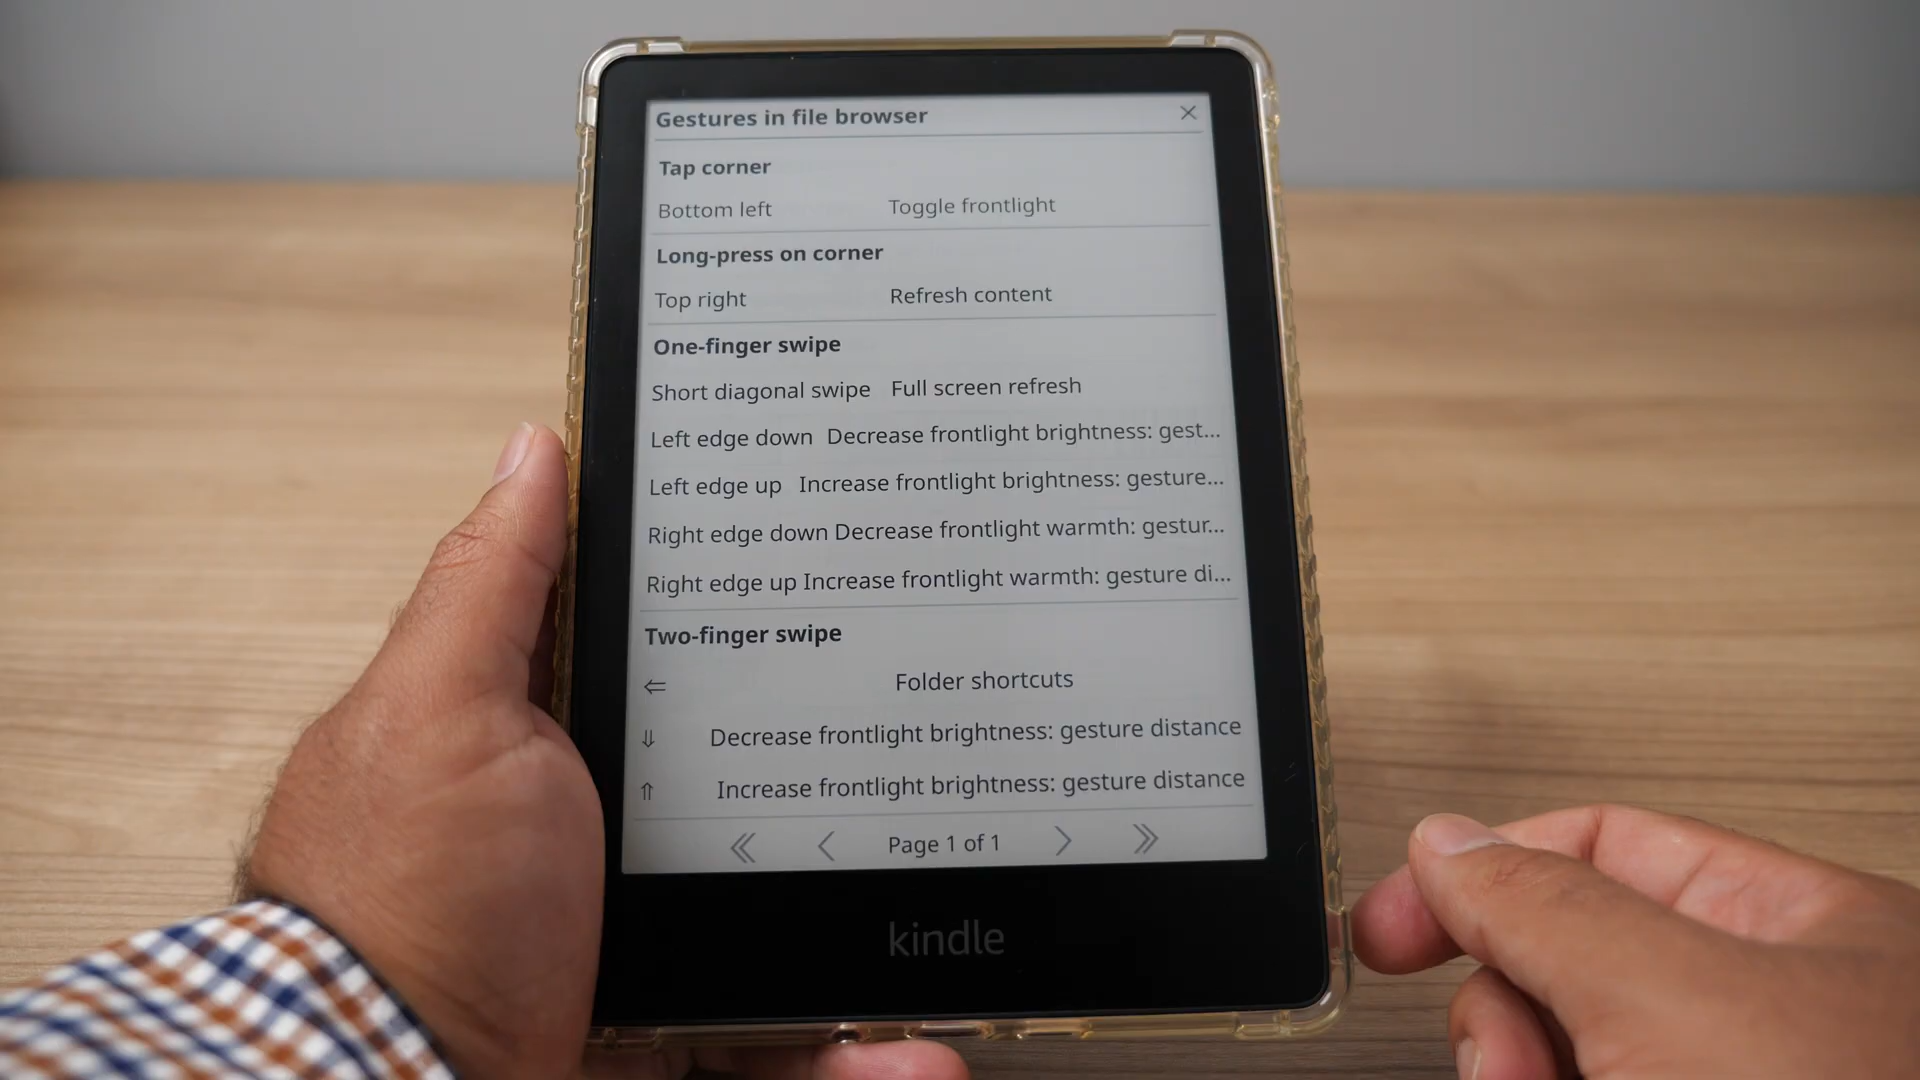 Gestures in file browser ×
Tap corner
Bottom left Toggle frontlight
Long-press on corner
Top right Refresh content
One-finger swipe
Short diagonal swipe Full screen refresh
Left edge down Decrease frontlight brightness: gest...
Left edge up Increase frontlight brightness: gesture...
Right edge down Decrease frontlight warmth: gestur...
Right edge up Increase frontlight warmth: gesture di...
Two-finger swipe
⇐ Folder shortcuts
⇓ Decrease frontlight brightness: gesture distance
⇑ Increase frontlight brightness: gesture distance
Page 1 of 1
kindle